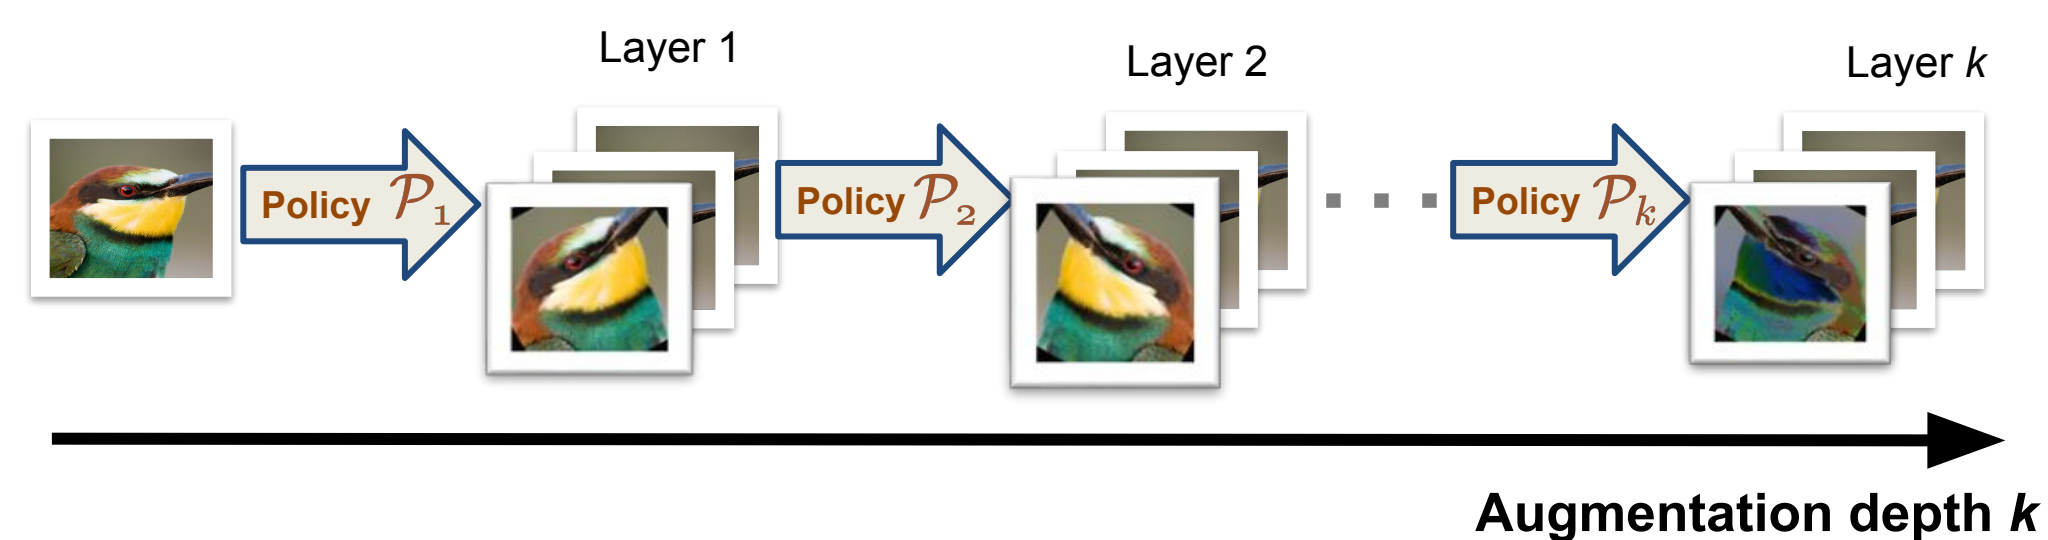 Layer 1
Layer 2
Layer k
Policy 𝒫₁
Policy 𝒫₂
Policy 𝒫ₖ
Augmentation depth k